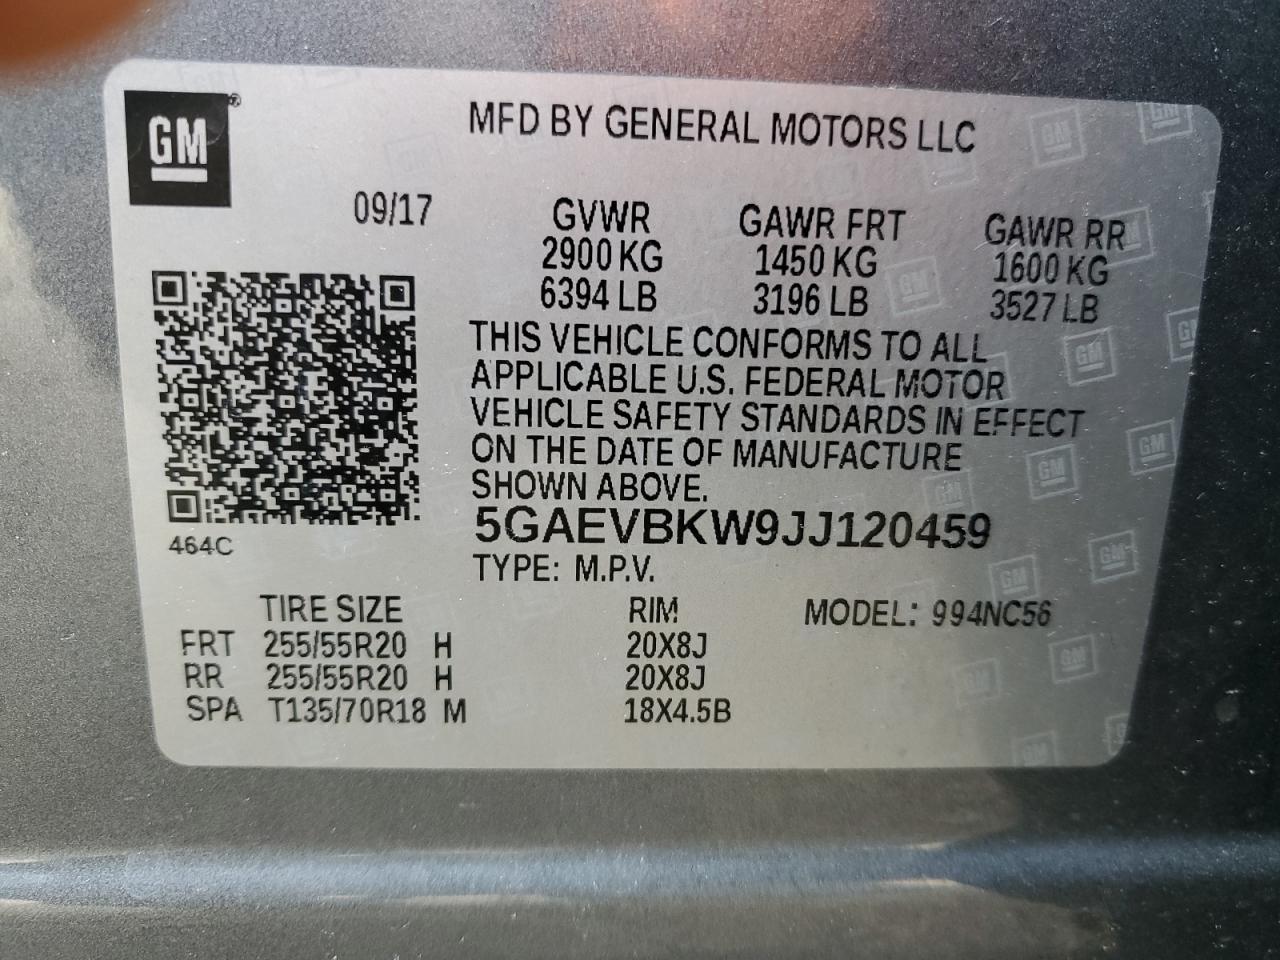 GM
MFD BY GENERAL MOTORS LLC
09/17
GVWR GAWR FRT GAWR RR
2900 KG 1450 KG 1600 KG
6394 LB 3196 LB 3527 LB
THIS VEHICLE CONFORMS TO ALL
APPLICABLE U.S. FEDERAL MOTOR
VEHICLE SAFETY STANDARDS IN EFFECT
ON THE DATE OF MANUFACTURE
SHOWN ABOVE.
5GAEVBKW9JJ120459
464C
TYPE: M.P.V.
TIRE SIZE RIM MODEL: 994NC56
FRT 255/55R20 H 20X8J
RR 255/55R20 H 20X8J
SPA T135/70R18 M 18X4.5B